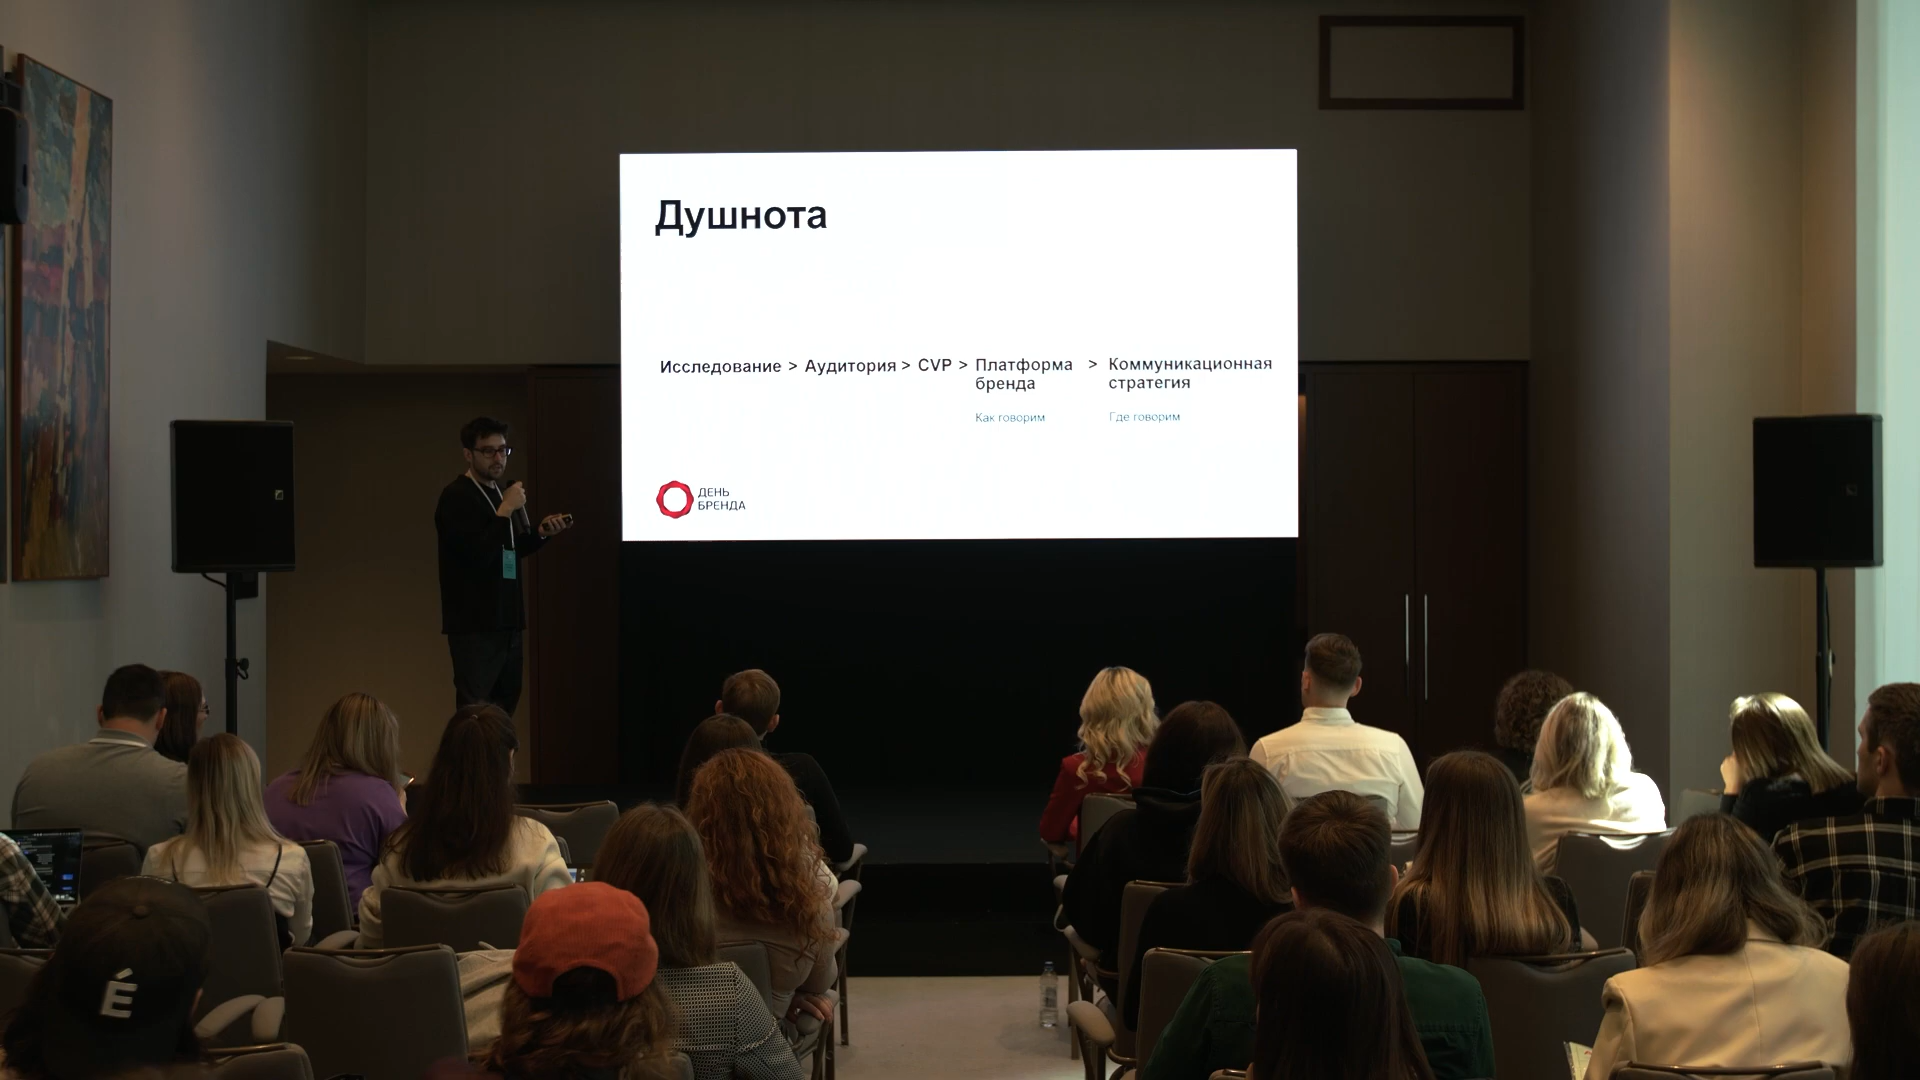 Душнота
Исследование > Аудитория > CVP > Платформа бренда > Коммуникационная стратегия
Как говорим
Где говорим
ДЕНЬ
БРЕНДА
É